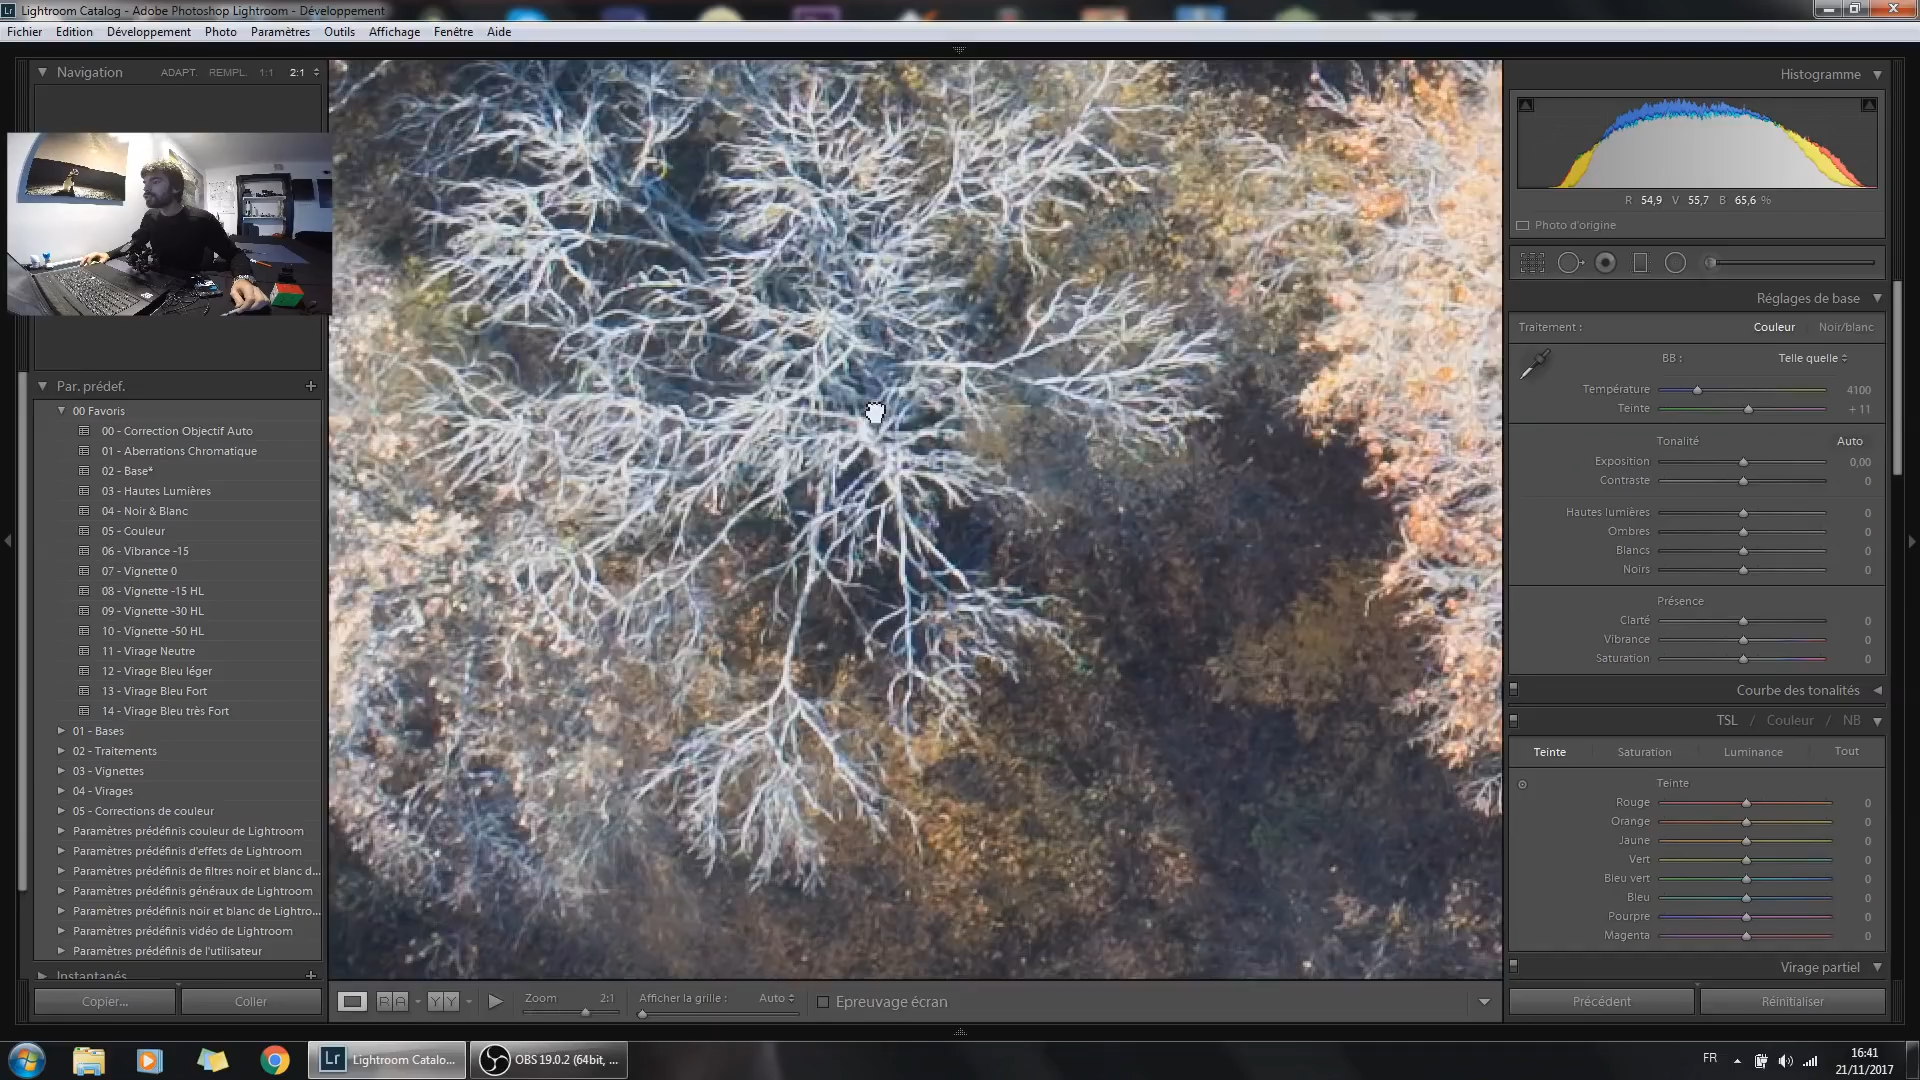 Lightroom Catalog - Adobe Photoshop Lightroom - Développement
Fichier Edition Développement Photo Paramètres Outils Affichage Fenêtre Aide
Navigation ADAPT. REMPL. 1:1 2:1
Par. prédéf.
00 Favoris
00 - Correction Objectif Auto
01 - Aberrations Chromatique
02 - Base*
03 - Hautes Lumières
04 - Noir & Blanc
05 - Couleur
06 - Vibrance -15
07 - Vignette 0
08 - Vignette -15 HL
09 - Vignette -30 HL
10 - Vignette -50 HL
11 - Virage Neutre
12 - Virage Bleu léger
13 - Virage Bleu Fort
14 - Virage Bleu très Fort
01 - Bases
02 - Traitements
03 - Vignettes
04 - Virages
05 - Corrections de couleur
Paramètres prédéfinis couleur de Lightroom
Paramètres prédéfinis d'effets de Lightroom
Paramètres prédéfinis de filtres noir et blanc d...
Paramètres prédéfinis généraux de Lightroom
Paramètres prédéfinis noir et blanc de Lightro...
Paramètres prédéfinis vidéo de Lightroom
Paramètres prédéfinis de l'utilisateur
Instantanés
Copier... Coller
Zoom 2:1 Afficher la grille : Auto Epreuvage écran
Histogramme
R 54,9 V 55,7 B 65,6 %
Photo d'origine
Réglages de base
Traitement : Couleur Noir/blanc
BB : Telle quelle
Température 4100
Teinte + 11
Tonalité Auto
Exposition 0,00
Contraste 0
Hautes lumières 0
Ombres 0
Blancs 0
Noirs 0
Présence
Clarté 0
Vibrance 0
Saturation 0
Courbe des tonalités
TSL / Couleur / NB
Teinte Saturation Luminance Tout
Teinte
Rouge 0
Orange 0
Jaune 0
Vert 0
Bleu vert 0
Bleu 0
Pourpre 0
Magenta 0
Virage partiel
Précédent Réinitialiser
Lr Lightroom Catalo... OBS 19.0.2 (64bit, ...
FR 16:41
21/11/2017